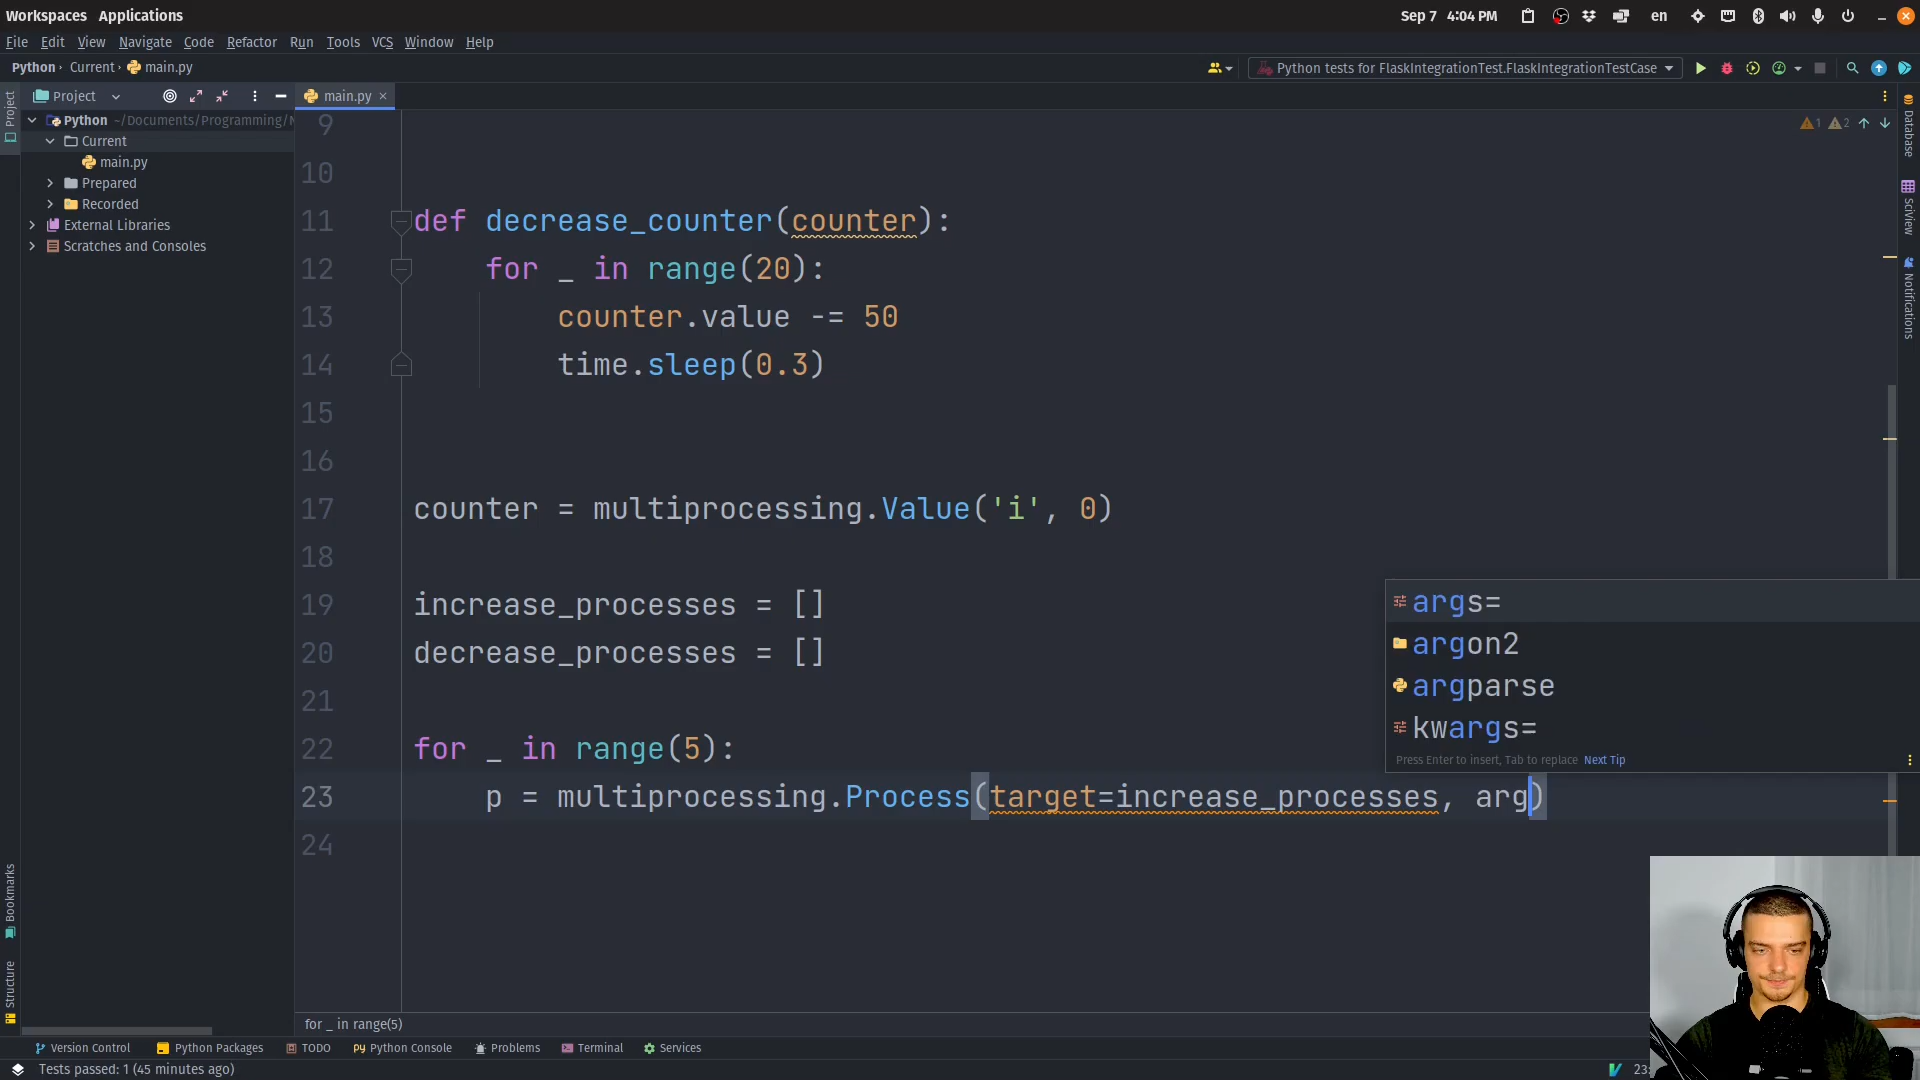 Workspaces Applications
Sep 7 4:04 PM
en
File Edit View Navigate Code Refactor Run Tools VCS Window Help
Python Current main.py
Python tests for FlaskIntegrationTest.FlaskIntegrationTestCase
Project
Project
main.py
Python ~/Documents/Programming/N
Current
main.py
Prepared
Recorded
External Libraries
Scratches and Consoles
1 2
Database
SciView
Notifications
9
10
11 def decrease_counter(counter):
12 for _ in range(20):
13 counter.value -= 50
14 time.sleep(0.3)
15
16
17 counter = multiprocessing.Value('i', 0)
18
19 increase_processes = []
20 decrease_processes = []
21
22 for _ in range(5):
23 p = multiprocessing.Process(target=increase_processes, arg)
24
args=
argon2
argparse
kwargs=
Press Enter to insert, Tab to replace Next Tip
Bookmarks
Structure
for _ in range(5)
Version Control Python Packages TODO Python Console Problems Terminal Services
Tests passed: 1 (45 minutes ago)
23: